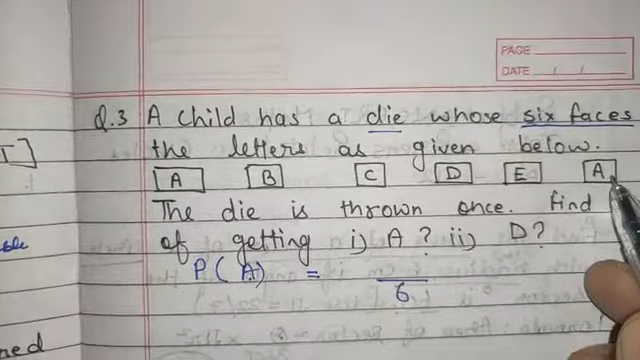 PAGE
DATE / /
Q.3 A child has a die whose six faces
the letters as given below.
A B C D E A
The die is thrown once. Find
of getting i) A? ii) D?
P(A) =
6
ned